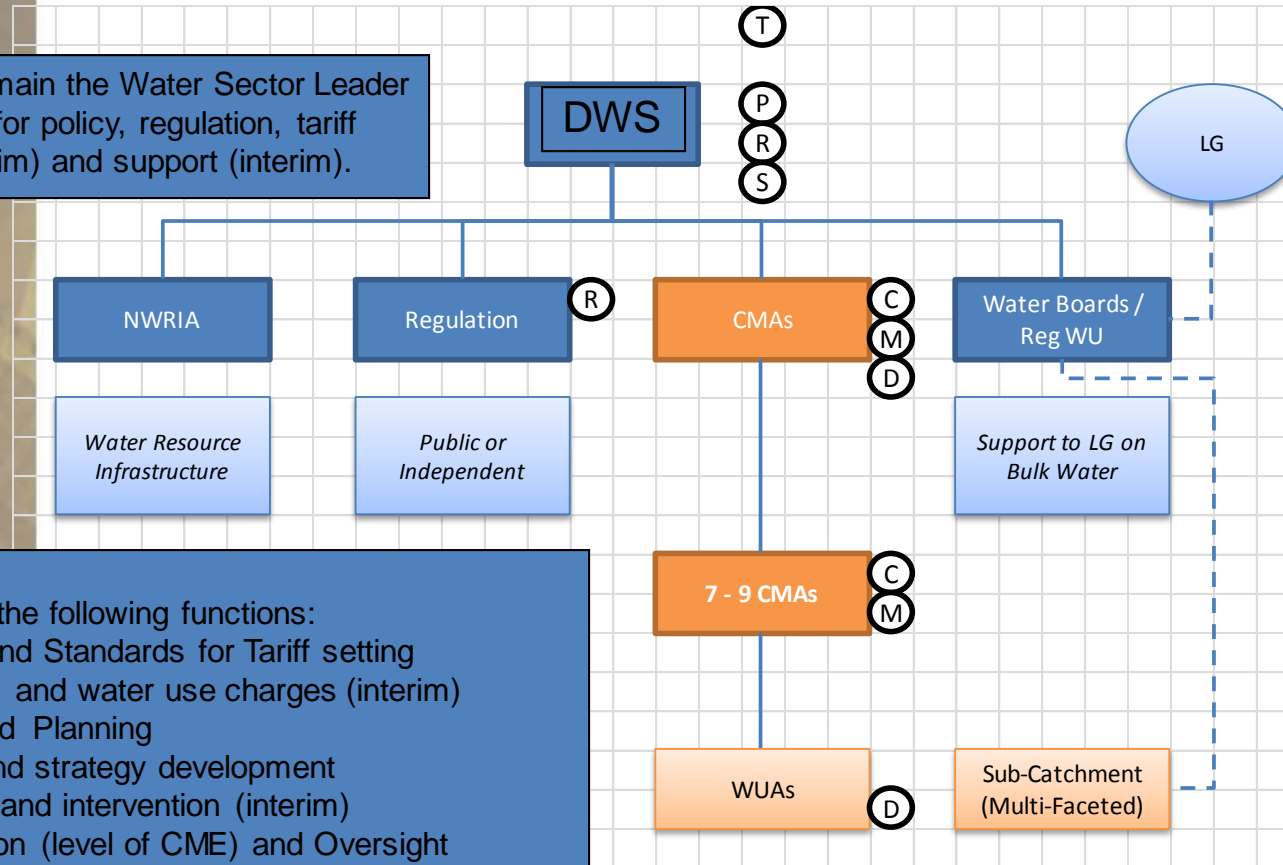 T
main the Water Sector Leader
for policy, regulation, tariff
im) and support (interim).
DWS
P
R
S
LG
NWRIA
Regulation
R
CMAs
C
M
D
Water Boards /
Reg WU
Water Resource
Infrastructure
Public or
Independent
Support to LG on
Bulk Water
the following functions:
nd Standards for Tariff setting
and water use charges (interim)
d Planning
nd strategy development
and intervention (interim)
on (level of CME) and Oversight
7 - 9 CMAs
C
M
WUAs
D
Sub-Catchment
(Multi-Faceted)